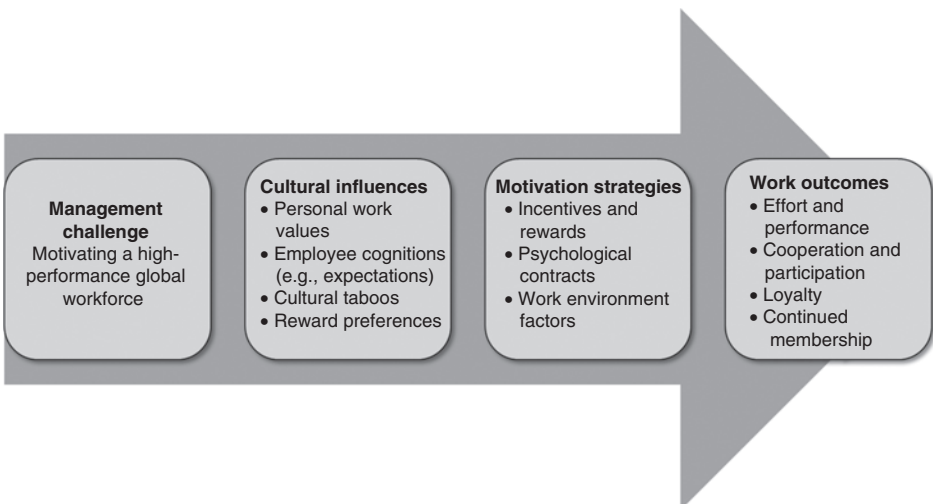 Management
challenge
Motivating a high-
performance global
workforce
Cultural influences
• Personal work
values
• Employee cognitions
(e.g., expectations)
• Cultural taboos
• Reward preferences
Motivation strategies
• Incentives and
rewards
• Psychological
contracts
• Work environment
factors
Work outcomes
• Effort and
performance
• Cooperation and
participation
• Loyalty
• Continued
membership